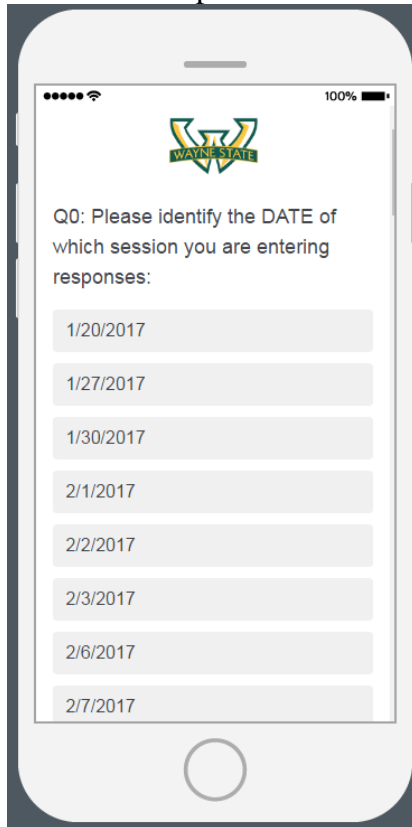 100%
WAYNE STATE
Q0: Please identify the DATE of
which session you are entering
responses:
1/20/2017
1/27/2017
1/30/2017
2/1/2017
2/2/2017
2/3/2017
2/6/2017
2/7/2017